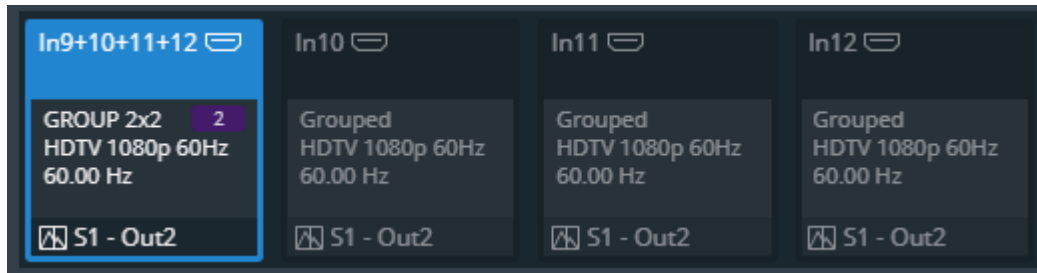 In9+10+11+12
GROUP 2x2 2
HDTV 1080p 60Hz
60.00 Hz
S1 - Out2
In10
Grouped
HDTV 1080p 60Hz
60.00 Hz
S1 - Out2
In11
Grouped
HDTV 1080p 60Hz
60.00 Hz
S1 - Out2
In12
Grouped
HDTV 1080p 60Hz
60.00 Hz
S1 - Out2